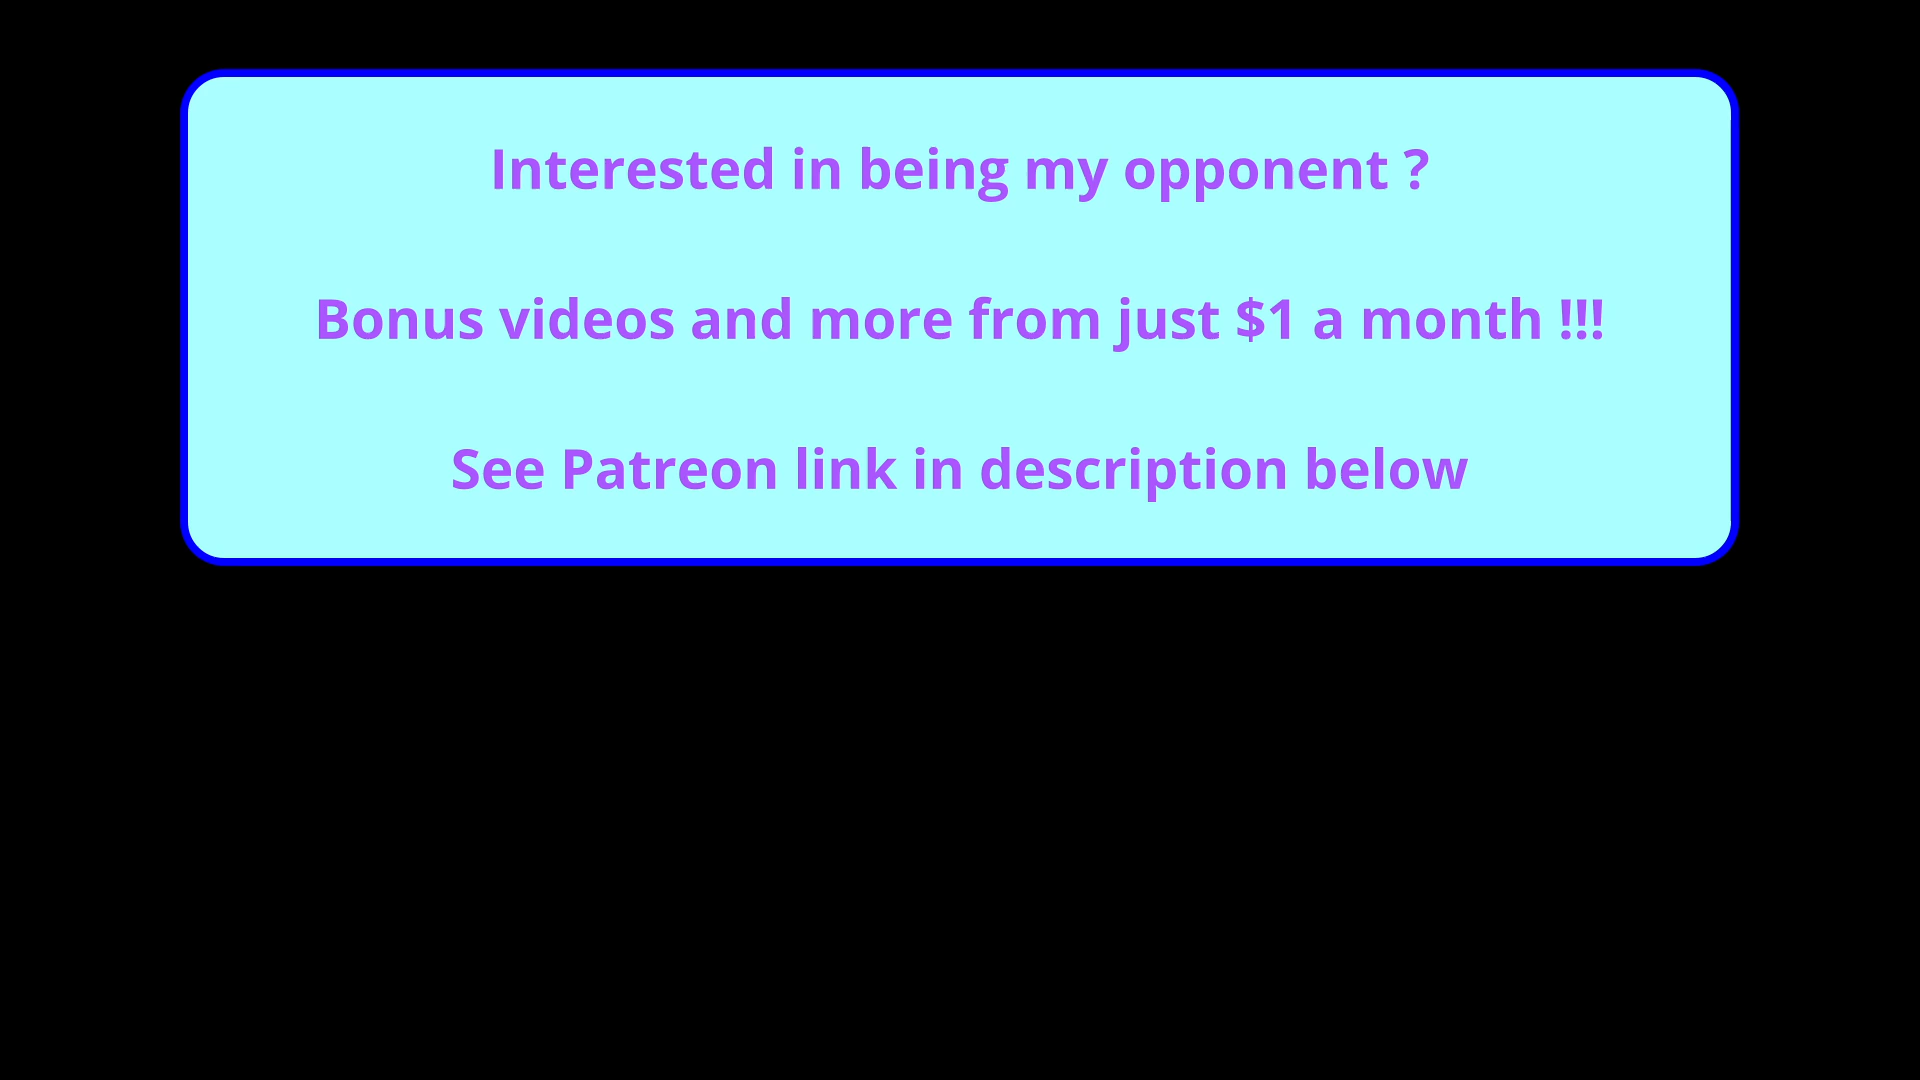 Interested in being my opponent ?
Bonus videos and more from just $1 a month !!!
See Patreon link in description below